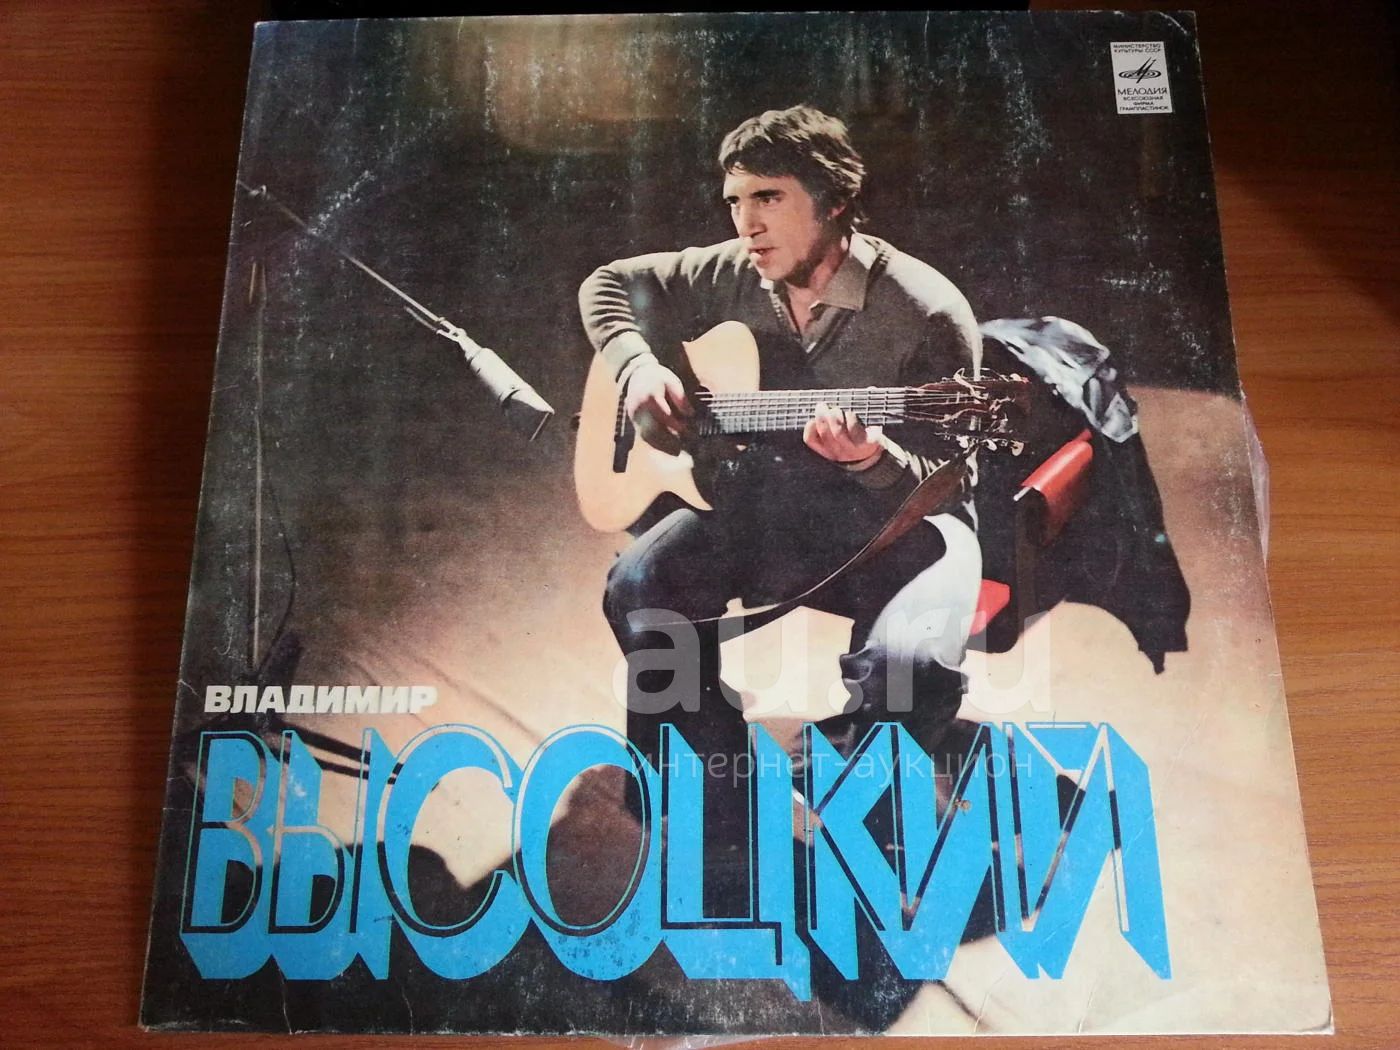 МИНИСТЕРСТВО
КУЛЬТУРЫ СССР
МЕЛОДИЯ
ВСЕСОЮЗНАЯ
ФИРМА
ГРАМПЛАСТИНОК
au.ru
интернет-аукцион
ВЛАДИМИР
ВЫСОЦКИЙ